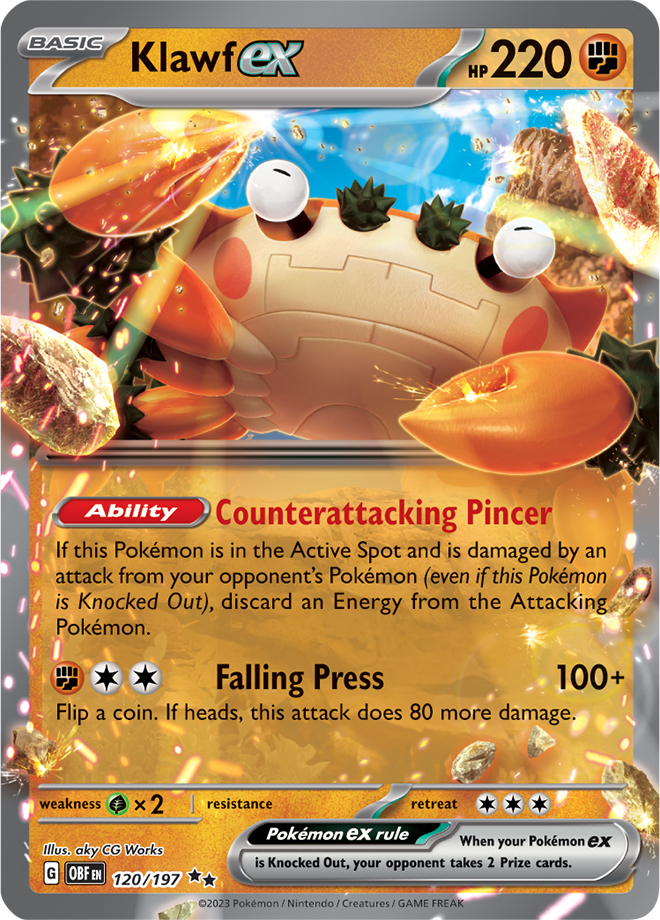 BASIC Klawf ex HP 220
Ability Counterattacking Pincer
If this Pokémon is in the Active Spot and is damaged by an
attack from your opponent's Pokémon (even if this Pokémon
is Knocked Out), discard an Energy from the Attacking
Pokémon.
Falling Press 100+
Flip a coin. If heads, this attack does 80 more damage.
weakness ×2 resistance retreat
Illus. aky CG Works
Pokémon ex rule When your Pokémon ex
is Knocked Out, your opponent takes 2 Prize cards.
G OBF EN 120/197
©2023 Pokémon / Nintendo / Creatures / GAME FREAK